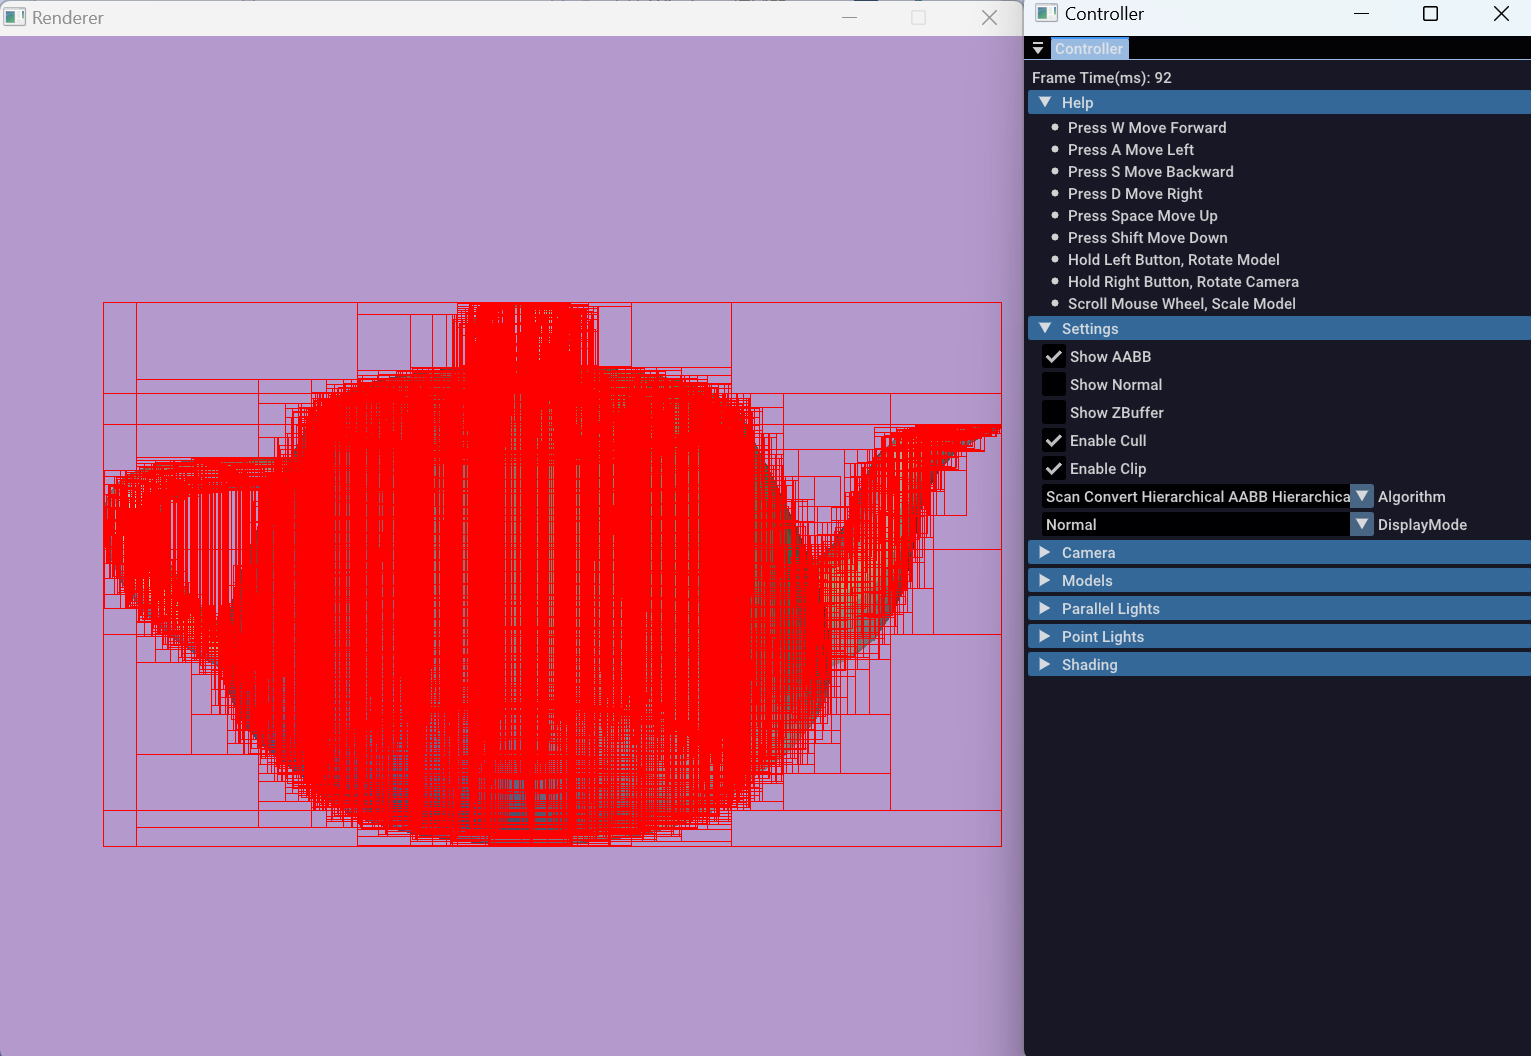 Renderer
Controller
Controller
Frame Time(ms): 92
Help
Press W Move Forward
Press A Move Left
Press S Move Backward
Press D Move Right
Press Space Move Up
Press Shift Move Down
Hold Left Button, Rotate Model
Hold Right Button, Rotate Camera
Scroll Mouse Wheel, Scale Model
Settings
Show AABB
Show Normal
Show ZBuffer
Enable Cull
Enable Clip
Scan Convert Hierarchical AABB Hierarchica Algorithm
Normal DisplayMode
Camera
Models
Parallel Lights
Point Lights
Shading